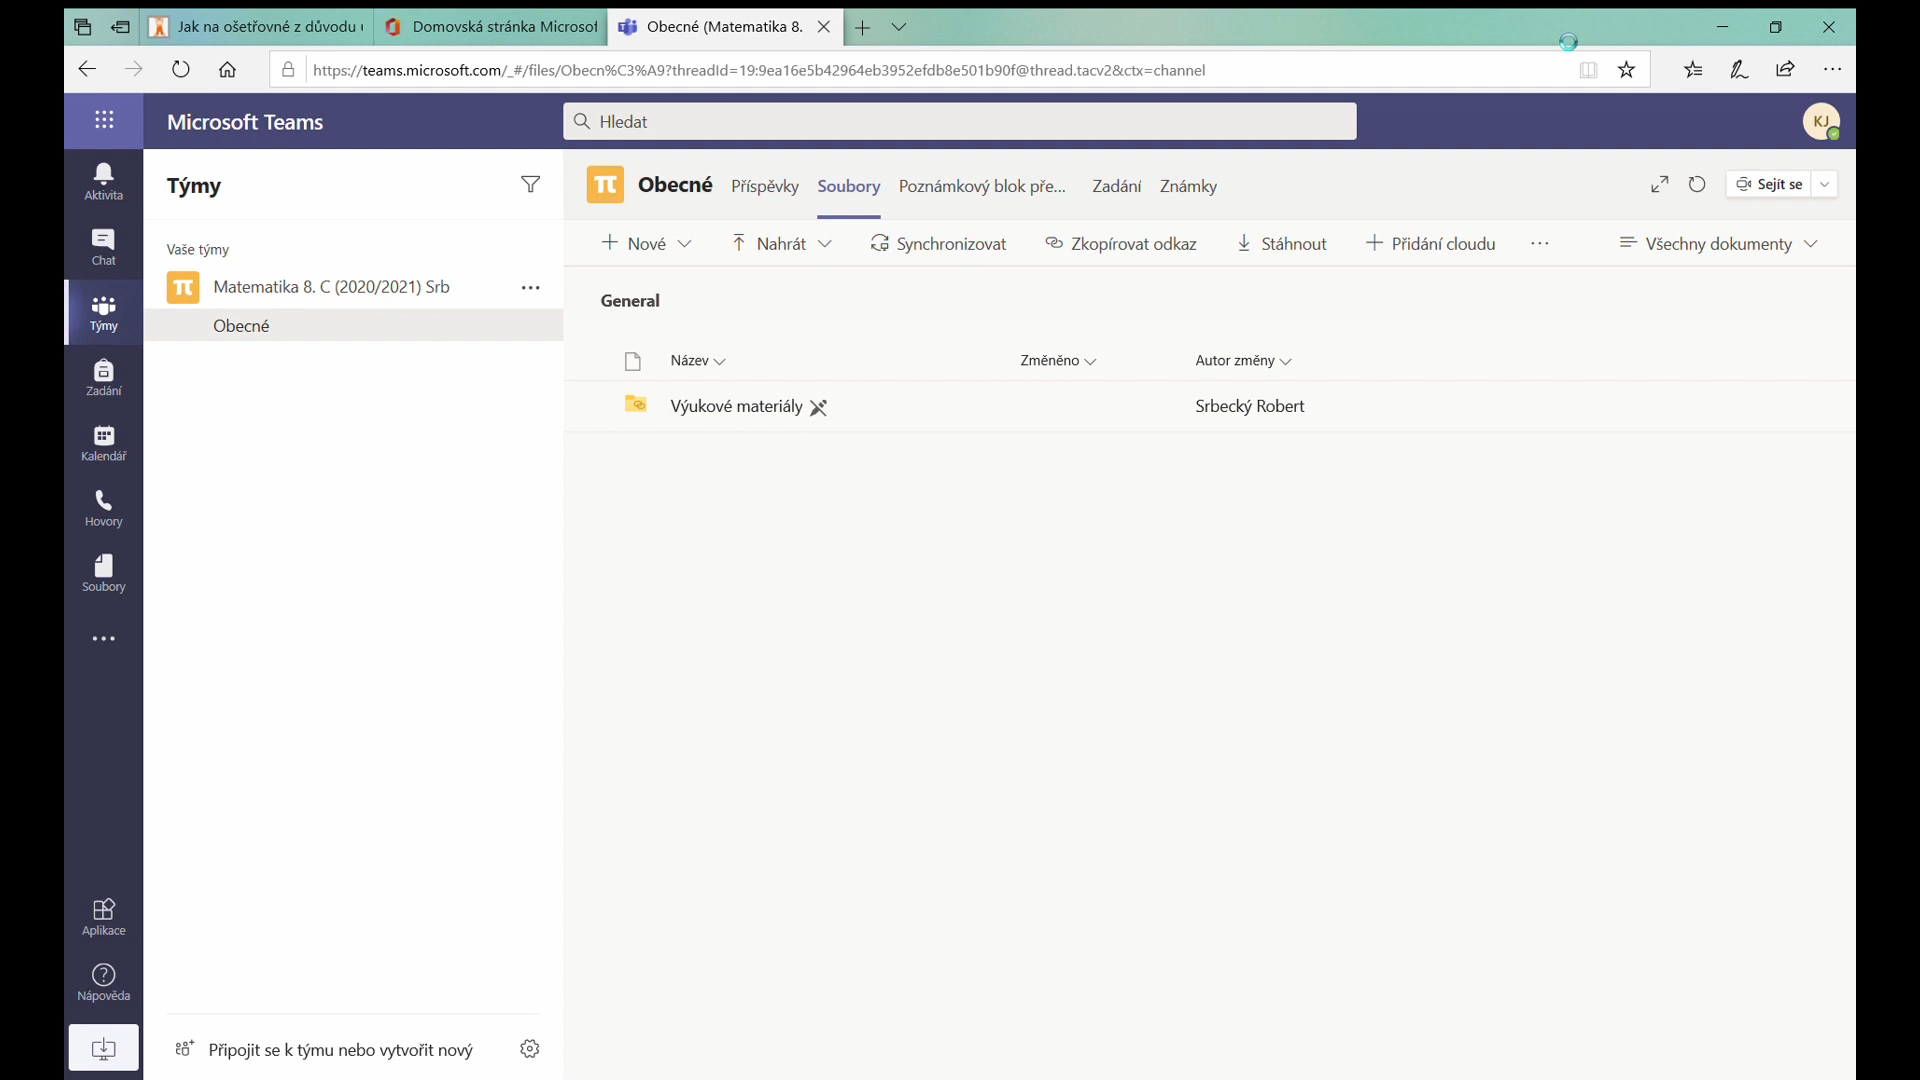 Jak na ošetřovné z důvodu
Domovská stránka Microsof
Obecné (Matematika 8.
https://teams.microsoft.com/_#/files/Obecn%C3%A9?threadId=19:9ea16e5b42964eb3952efdb8e501b90f@thread.tacv2&ctx=channel
Microsoft Teams
Hledat
KJ
Aktivita
Chat
Týmy
Zadání
Kalendář
Hovory
Soubory
Aplikace
Nápověda
Týmy
Vaše týmy
Matematika 8. C (2020/2021) Srb
Obecné
Připojit se k týmu nebo vytvořit nový
Obecné Příspěvky Soubory Poznámkový blok pře... Zadání Známky
Sejít se
Nové Nahrát Synchronizovat Zkopírovat odkaz Stáhnout Přidání cloudu Všechny dokumenty
General
Název Změněno Autor změny
Výukové materiály Srbecký Robert